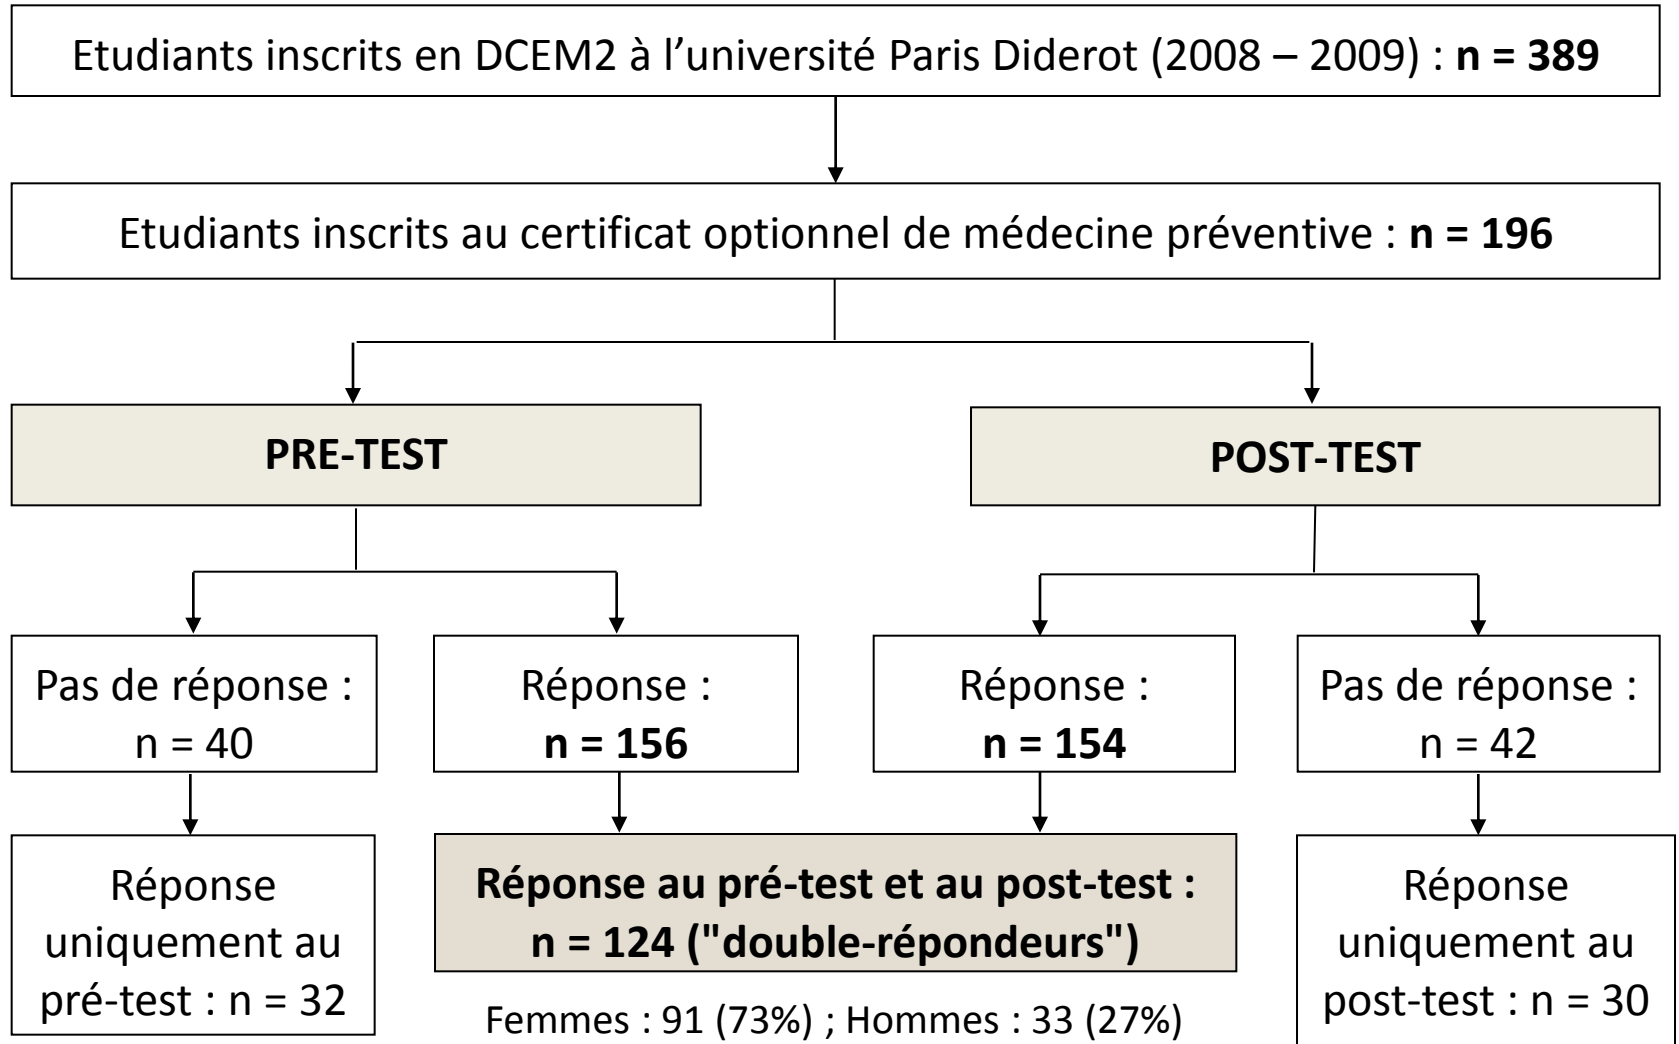 Etudiants inscrits en DCEM2 à l’université Paris Diderot (2008 – 2009) : n = 389
Etudiants inscrits au certificat optionnel de médecine préventive : n = 196
PRE-TEST
POST-TEST
Pas de réponse :
n = 40
Réponse :
n = 156
Réponse :
n = 154
Pas de réponse :
n = 42
Réponse
uniquement au
pré-test : n = 32
Réponse au pré-test et au post-test :
n = 124 ("double-répondeurs")
Réponse
uniquement au
post-test : n = 30
Femmes : 91 (73%) ; Hommes : 33 (27%)